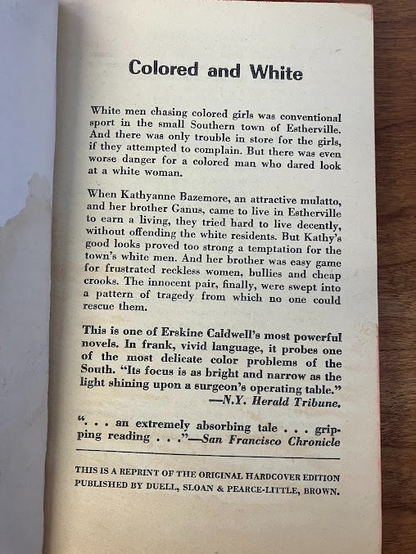 Colored and White
White men chasing colored girls was conventional
sport in the small Southern town of Estherville.
And there was only trouble in store for the girls,
if they attempted to complain. But there was even
worse danger for a colored man who dared look
at a white woman.
When Kathyanne Bazemore, an attractive mulatto,
and her brother Ganus, came to live in Estherville
to earn a living, they tried hard to live decently,
without offending the white residents. But Kathy's
good looks proved too strong a temptation for the
town's white men. And her brother was easy game
for frustrated reckless women, bullies and cheap
crooks. The innocent pair, finally, were swept into
a pattern of tragedy from which no one could
rescue them.
This is one of Erskine Caldwell's most powerful
novels. In frank, vivid language, it probes one
of the most delicate color problems of the
South. "Its focus is as bright and narrow as the
light shining upon a surgeon's operating table."
—N.Y. Herald Tribune.
". . . an extremely absorbing tale . . . grip-
ping reading . . ."—San Francisco Chronicle
THIS IS A REPRINT OF THE ORIGINAL HARDCOVER EDITION
PUBLISHED BY DUELL, SLOAN & PEARCE-LITTLE, BROWN.